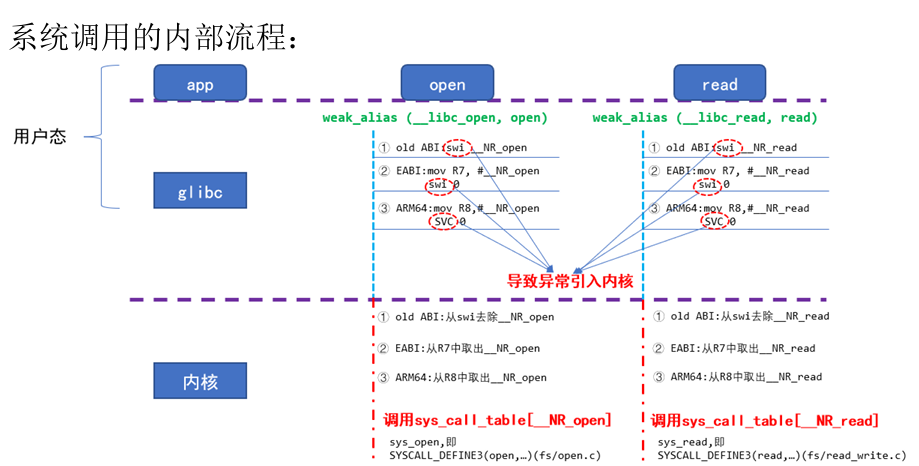 系统调用的内部流程：
app
open
read
weak_alias (__libc_open, open)
weak_alias (__libc_read, read)
用户态
glibc
① old ABI:swi __NR_open
② EABI:mov R7, #__NR_open
swi 0
③ ARM64:mov R8,#__NR_open
SVC 0
① old ABI:swi __NR_read
② EABI:mov R7, #__NR_read
swi 0
③ ARM64:mov R8,#__NR_read
SVC 0
导致异常引入内核
内核
① old ABI:从swi去除__NR_open
② EABI:从R7中取出__NR_open
③ ARM64:从R8中取出__NR_open
调用sys_call_table[__NR_open]
sys_open,即
SYSCALL_DEFINE3(open,…)(fs/open.c)
① old ABI:从swi去除__NR_read
② EABI:从R7中取出__NR_read
③ ARM64:从R8中取出__NR_read
调用sys_call_table[__NR_read]
sys_read,即
SYSCALL_DEFINE3(read,…)(fs/read_write.c)